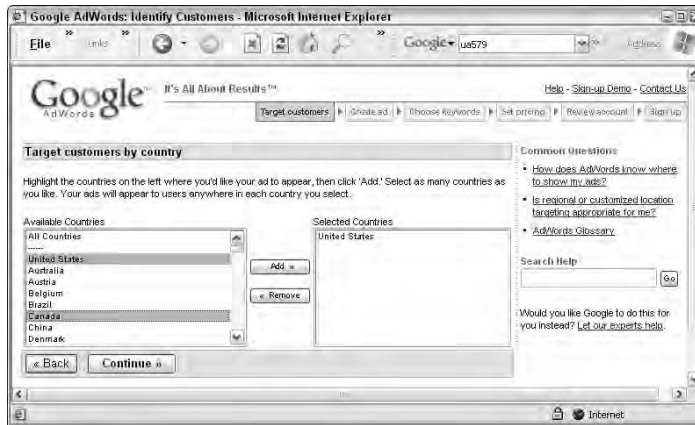 Google AdWords: Identify Customers - Microsoft Internet Explorer
File » Links » » Google ua579 » Address
Google AdWords It's All About Results™ Help - Sign-up Demo - Contact Us
Target customers Create ad Choose keywords Set pricing Review account Sign up
Target customers by country
Highlight the countries on the left where you'd like your ad to appear, then click 'Add.' Select as many countries as
you like. Your ads will appear to users anywhere in each country you select.
Available Countries
All Countries
-----
United States
Australia
Austria
Belgium
Brazil
Canada
China
Denmark
Add »
« Remove
Selected Countries
United States
« Back Continue »
Common Questions
• How does AdWords know where
to show my ads?
• Is regional or customized location
targeting appropriate for me?
• AdWords Glossary
Search Help
Go
Would you like Google to do this for
you instead? Let our experts help.
Internet